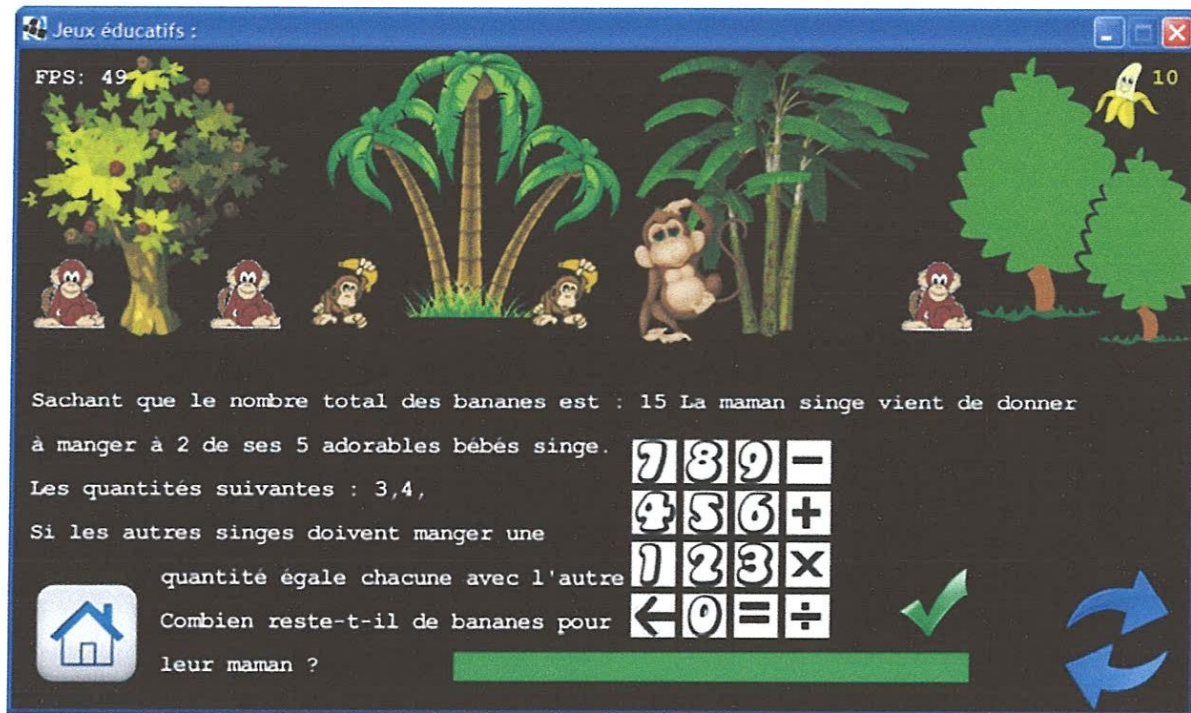 Jeux éducatifs :
FPS: 49
10
Sachant que le nombre total des bananes est : 15 La maman singe vient de donner
à manger à 2 de ses 5 adorables bébés singe.
Les quantités suivantes : 3,4,
Si les autres singes doivent manger une
quantité égale chacune avec l'autre
Combien reste-t-il de bananes pour
leur maman ?
7 8 9 -
4 5 6 +
1 2 3 ×
← 0 = ÷